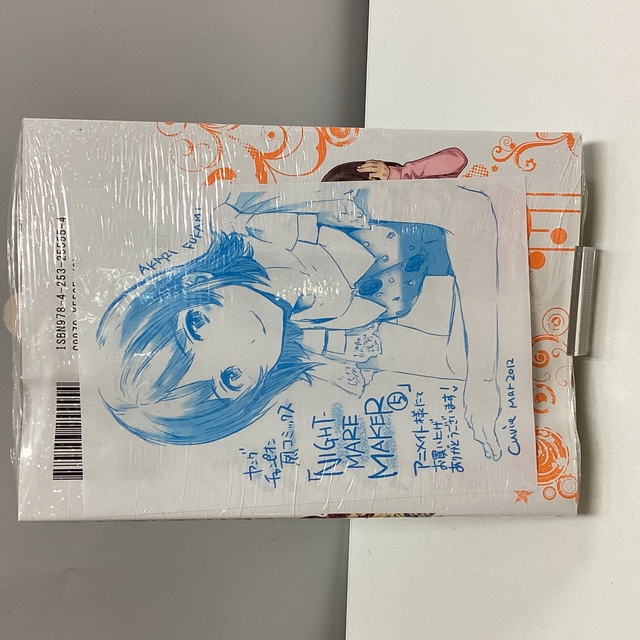 ISBN978-4-253-25555-4
AKARI FUKAMI
ヤング
チャンピオン
烈コミックス
「NIGHT
MARE
MAKER
⑤」
アニメイト様にて
お買い上げ
ありがとうございます!
Cuvie Mar 2012